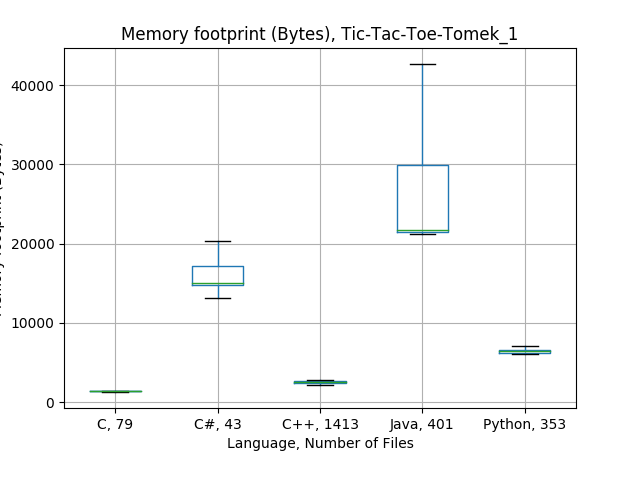 Memory footprint (Bytes), Tic-Tac-Toe-Tomek_1
40000
30000
20000
10000
0
C, 79
C#, 43
C++, 1413
Java, 401
Python, 353
Language, Number of Files